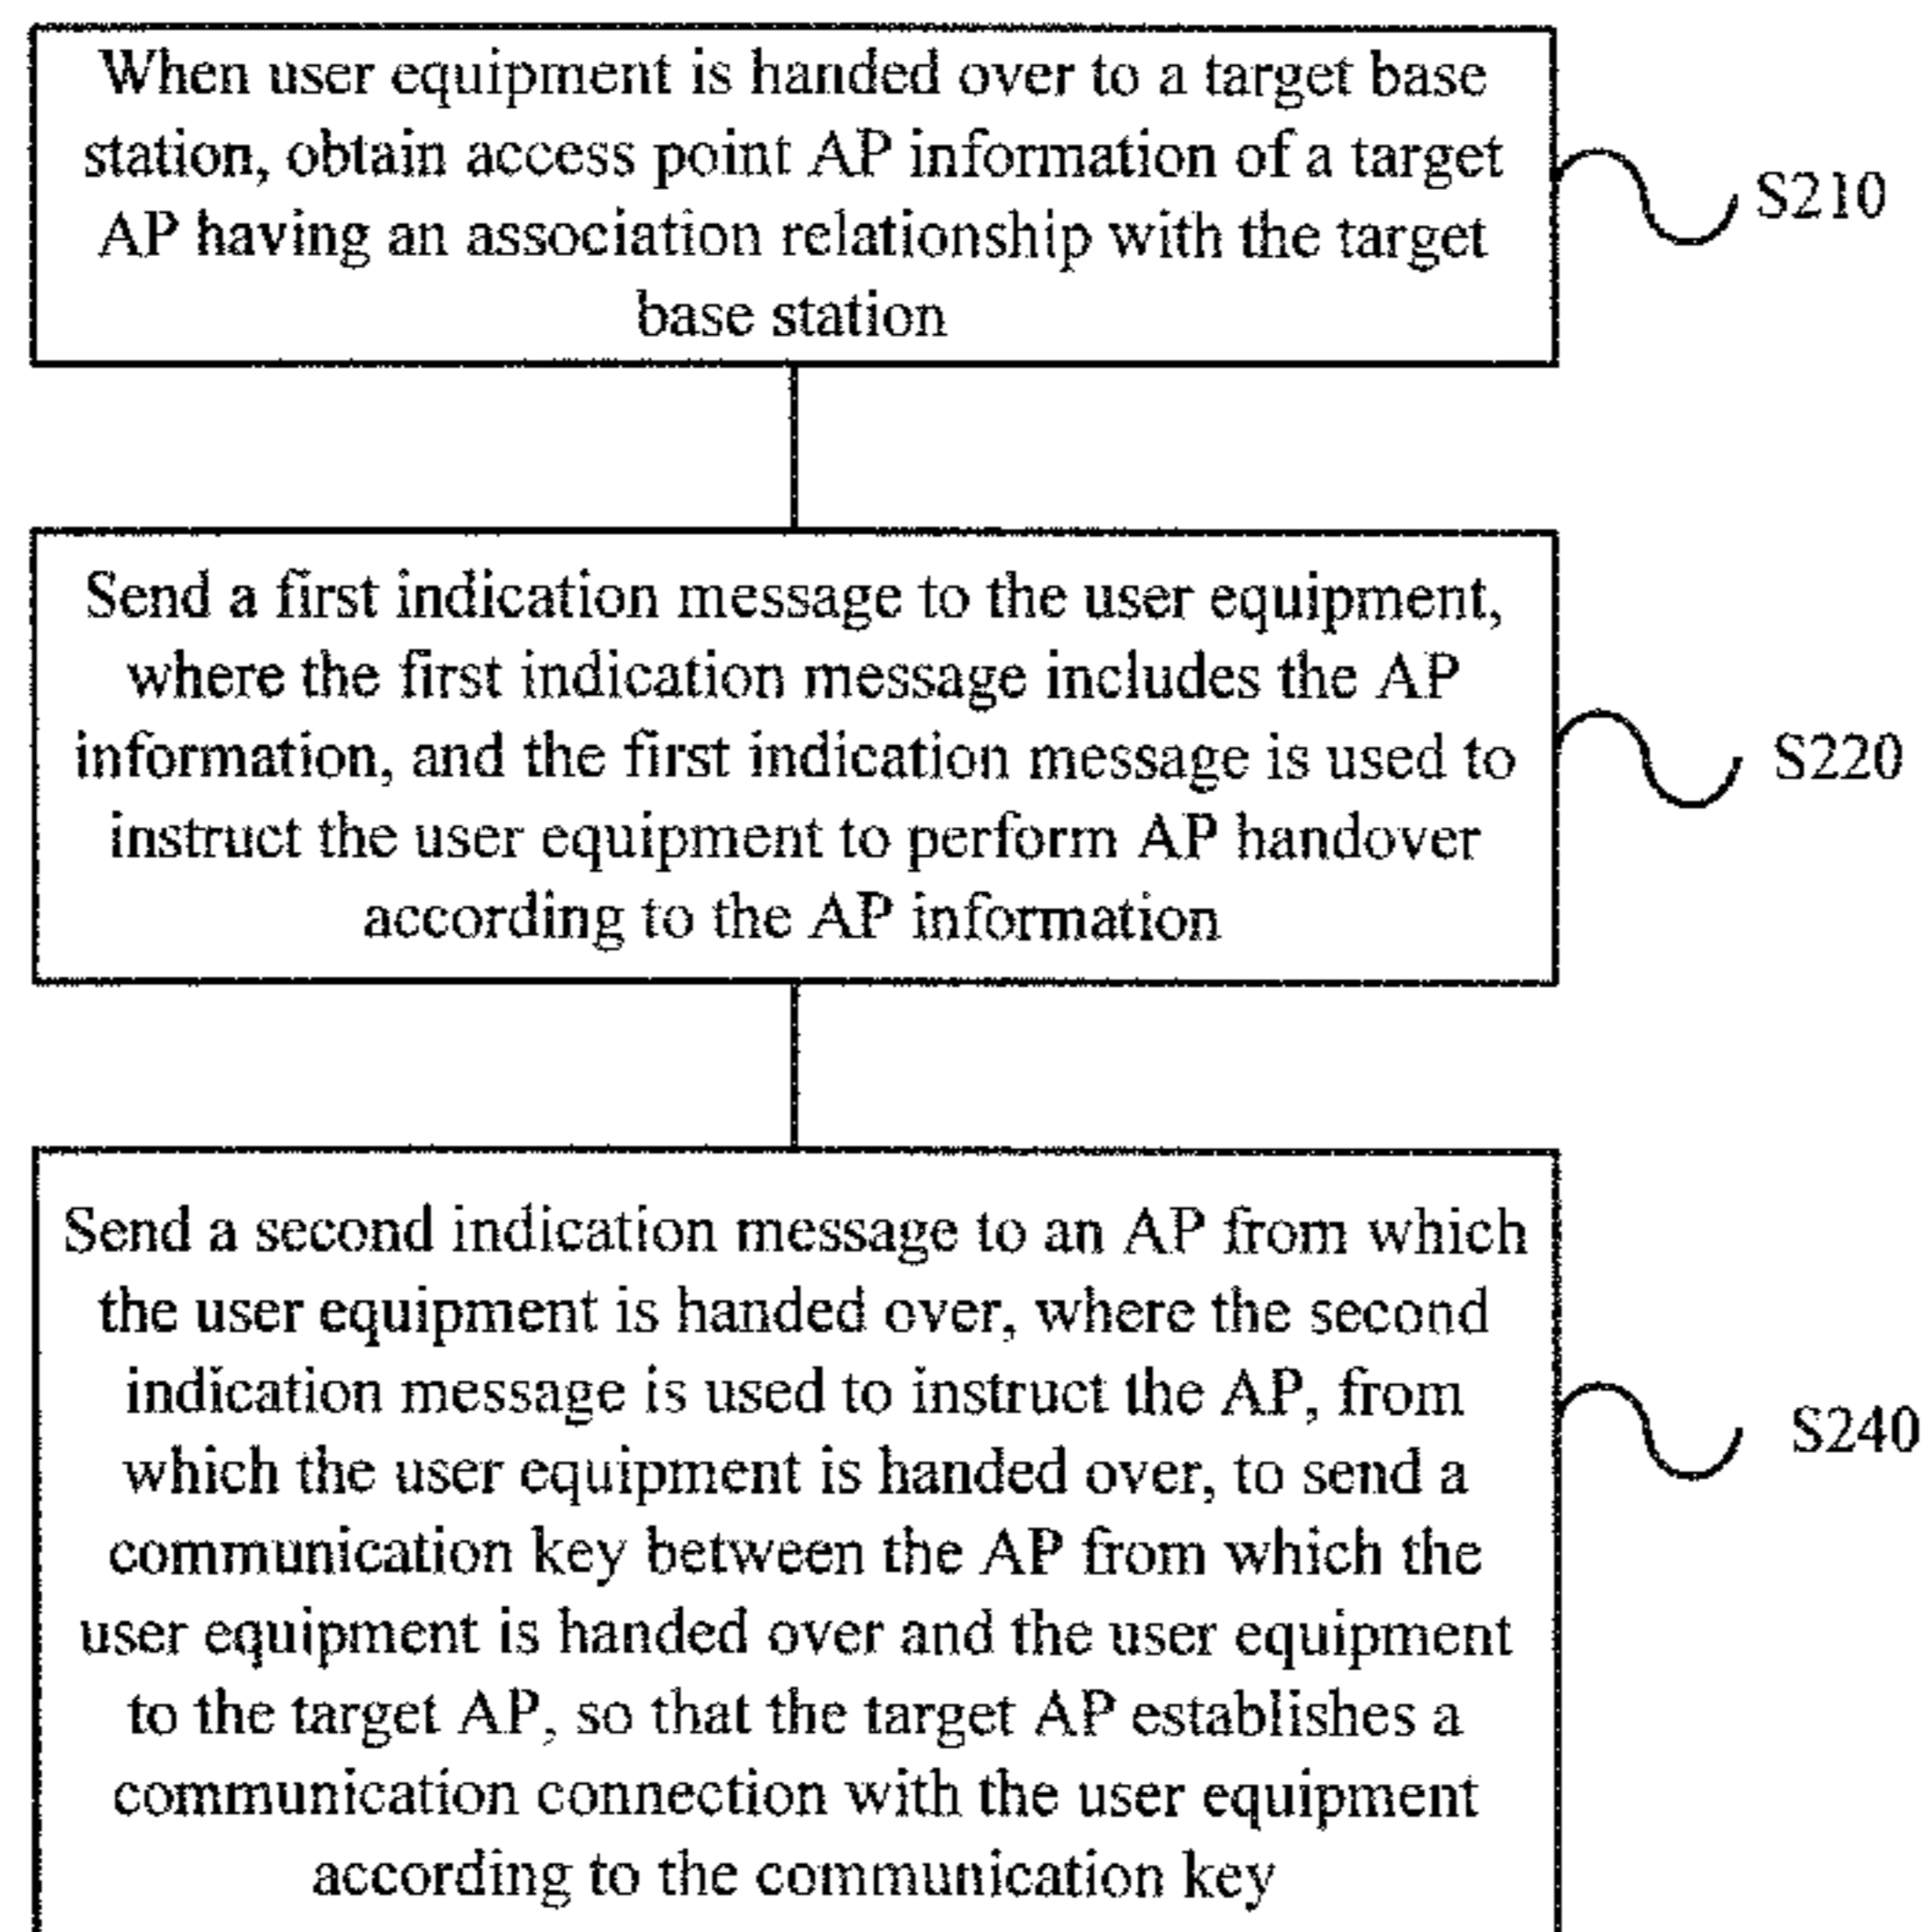 When user equipment is handed over to a target base
station, obtain access point AP information of a target
AP having an association relationship with the target
base station
S210
Send a first indication message to the user equipment,
where the first indication message includes the AP
information, and the first indication message is used to
instruct the user equipment to perform AP handover
according to the AP information
S220
Send a second indication message to an AP from which
the user equipment is handed over, where the second
indication message is used to instruct the AP, from
which the user equipment is handed over, to send a
communication key between the AP from which the
user equipment is handed over and the user equipment
to the target AP, so that the target AP establishes a
communication connection with the user equipment
according to the communication key
S240